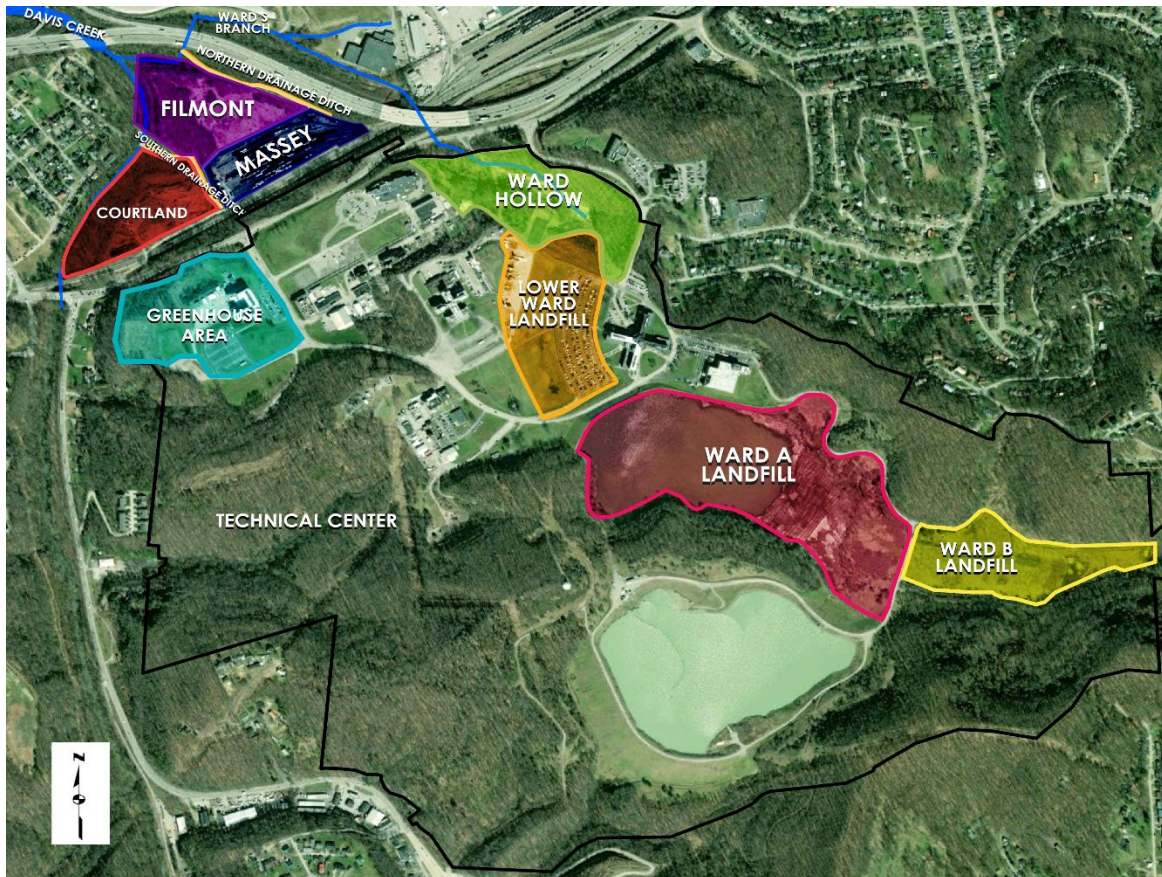 DAVIS CREEK
WARD'S
BRANCH
NORTHERN DRAINAGE DITCH
FILMONT
MASSEY
SOUTHERN DRAINAGE DITCH
COURTLAND
WARD
HOLLOW
LOWER
WARD
LANDFILL
GREENHOUSE
AREA
WARD A
LANDFILL
TECHNICAL CENTER
WARD B
LANDFILL
N